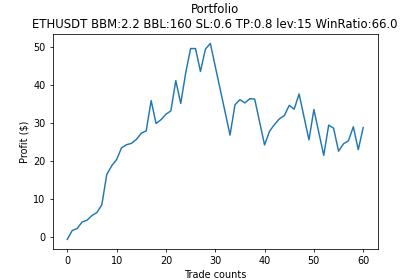 Portfolio
ETHUSDT BBM:2.2 BBL:160 SL:0.6 TP:0.8 lev:15 WinRatio:66.0
50
40
30
20
10
0
Profit ($)
0 10 20 30 40 50 60
Trade counts